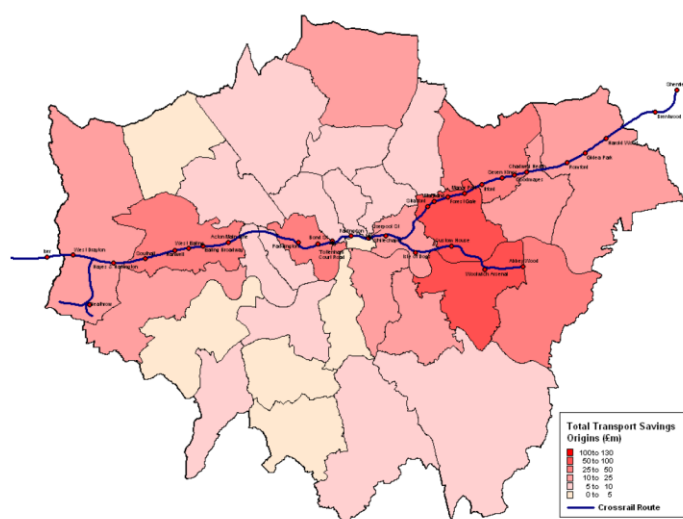 Shenfield
Brentwood
Harold Wood
Gidea Park
Romford
Chadwell Heath
Goodmayes
Seven Kings
Ilford
Manor Park
Forest Gate
Stratford
Liverpool St
Whitechapel
Farringdon
Tottenham
Court Road
Bond St
Paddington
Acton Main Line
Ealing Broadway
West Ealing
Hanwell
Southall
Hayes & Harlington
West Drayton
Iver
Heathrow
Isle of Dogs
Custom House
Woolwich Arsenal
Abbey Wood
Total Transport Savings
Origins (£m)
100 to 130
50 to 100
25 to 50
10 to 25
5 to 10
0 to 5
Crossrail Route